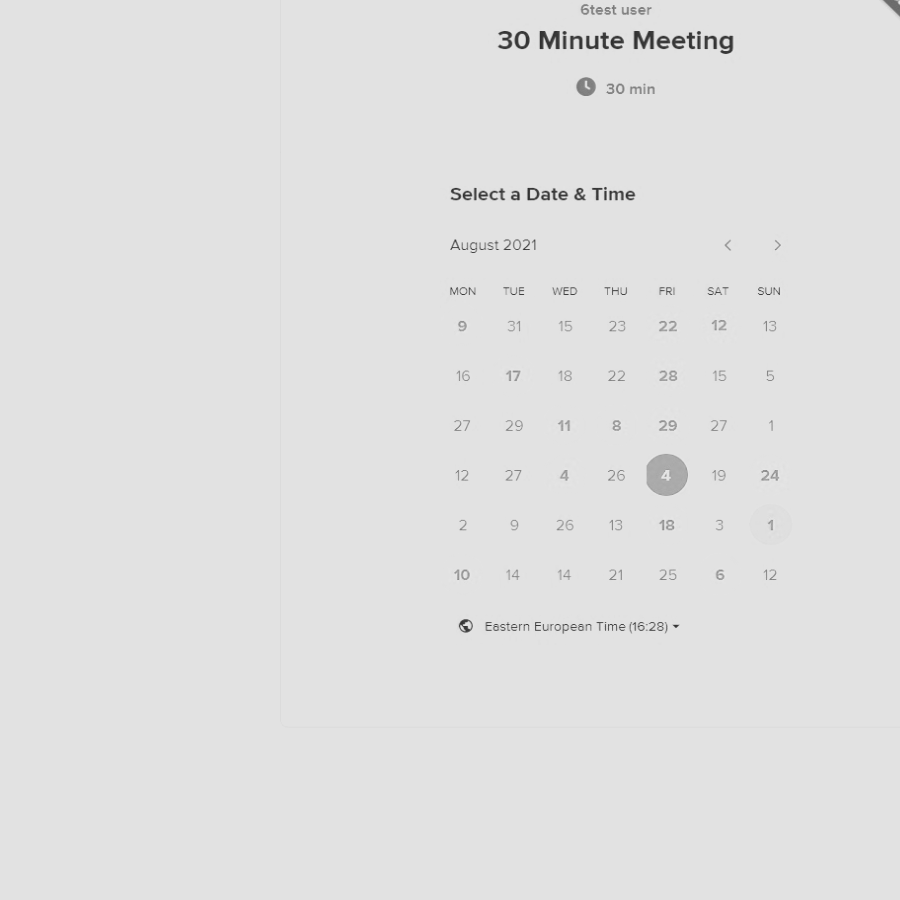 6test user
30 Minute Meeting
30 min
Select a Date & Time
August 2021
MON TUE WED THU FRI SAT SUN
9 31 15 23 22 12 13
16 17 18 22 28 15 5
27 29 11 8 29 27 1
12 27 4 26 4 19 24
2 9 26 13 18 3 1
10 14 14 21 25 6 12
Eastern European Time (16:28)